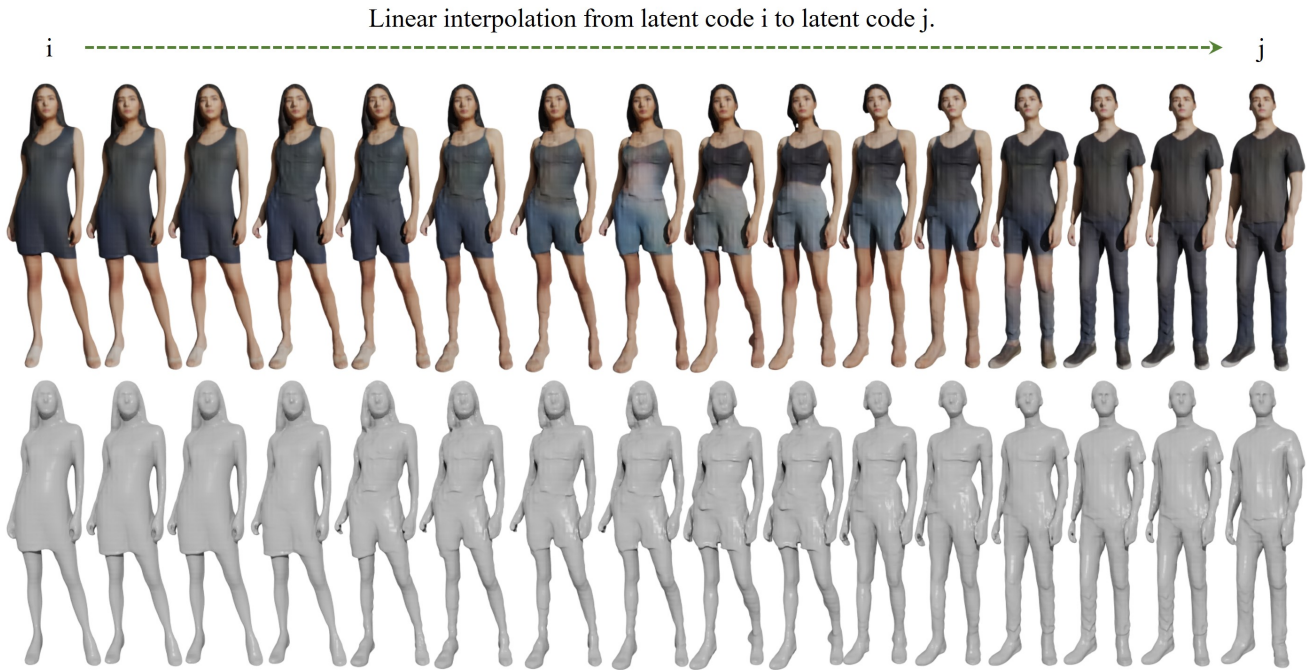 Linear interpolation from latent code i to latent code j.
i
j